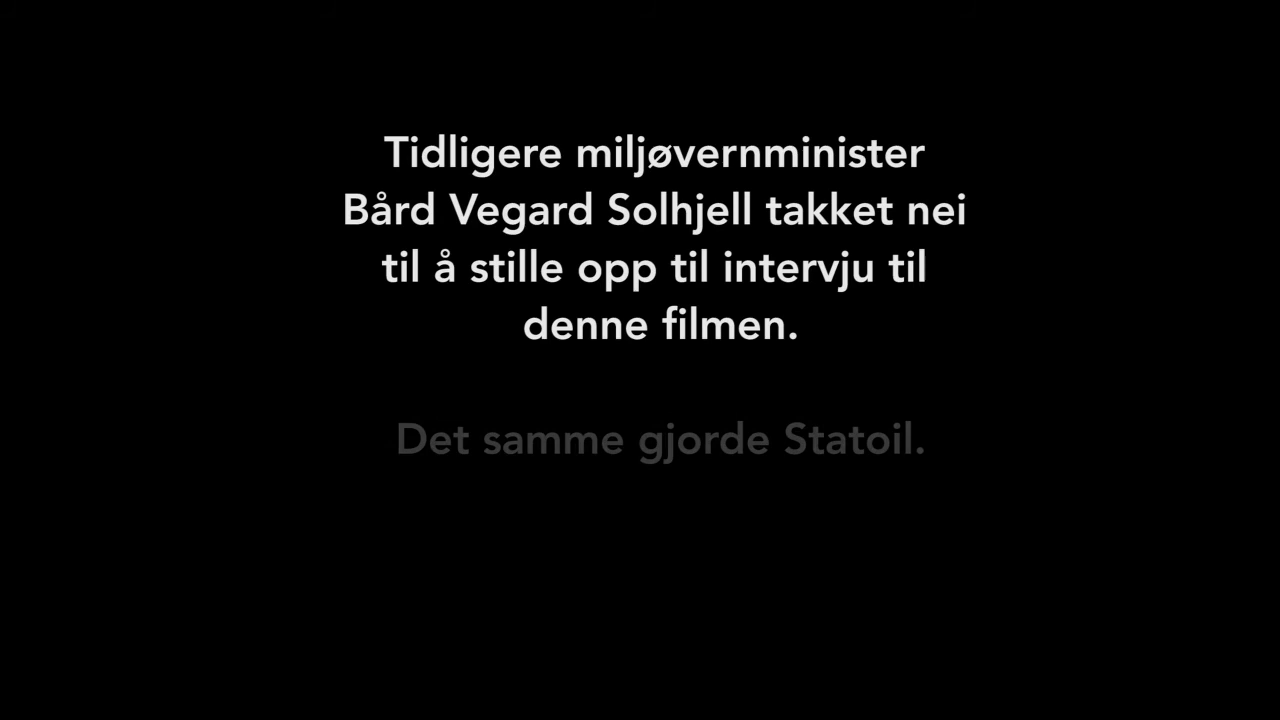 Tidligere miljøvernminister
Bård Vegard Solhjell takket nei
til å stille opp til intervju til
denne filmen.
Det samme gjorde Statoil.